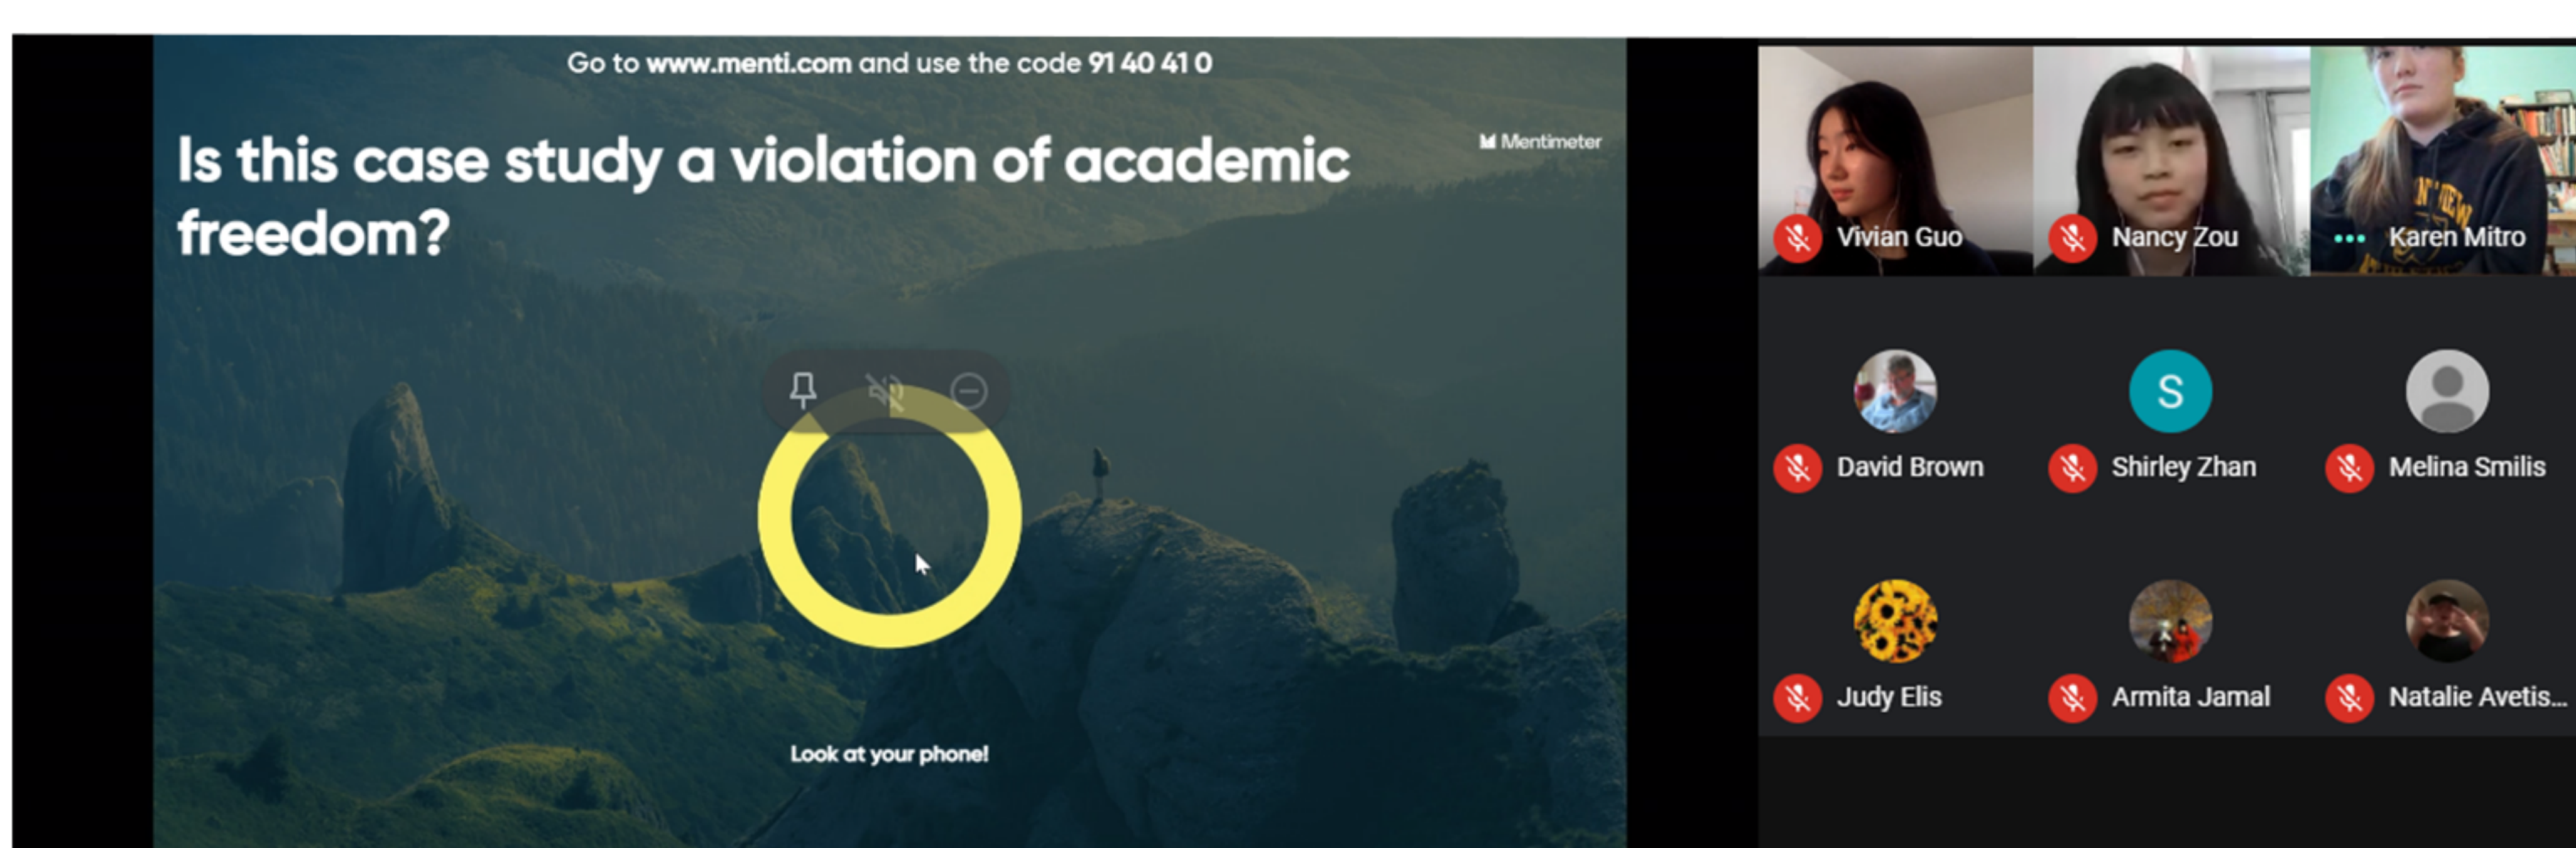 Go to www.menti.com and use the code 91 40 41 0
Is this case study a violation of academic
freedom?
Mentimeter
Look at your phone!
Vivian Guo
Nancy Zou
Karen Mitro
David Brown
S
Shirley Zhan
Melina Smilis
Judy Elis
Armita Jamal
Natalie Avetis...